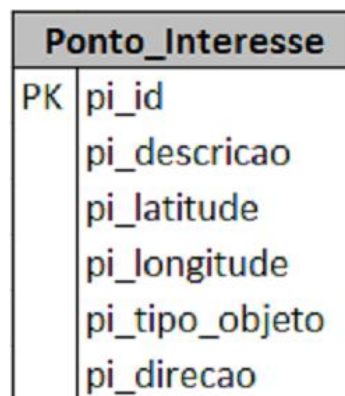 Ponto_Interesse
PK pi_id
pi_descricao
pi_latitude
pi_longitude
pi_tipo_objeto
pi_direcao